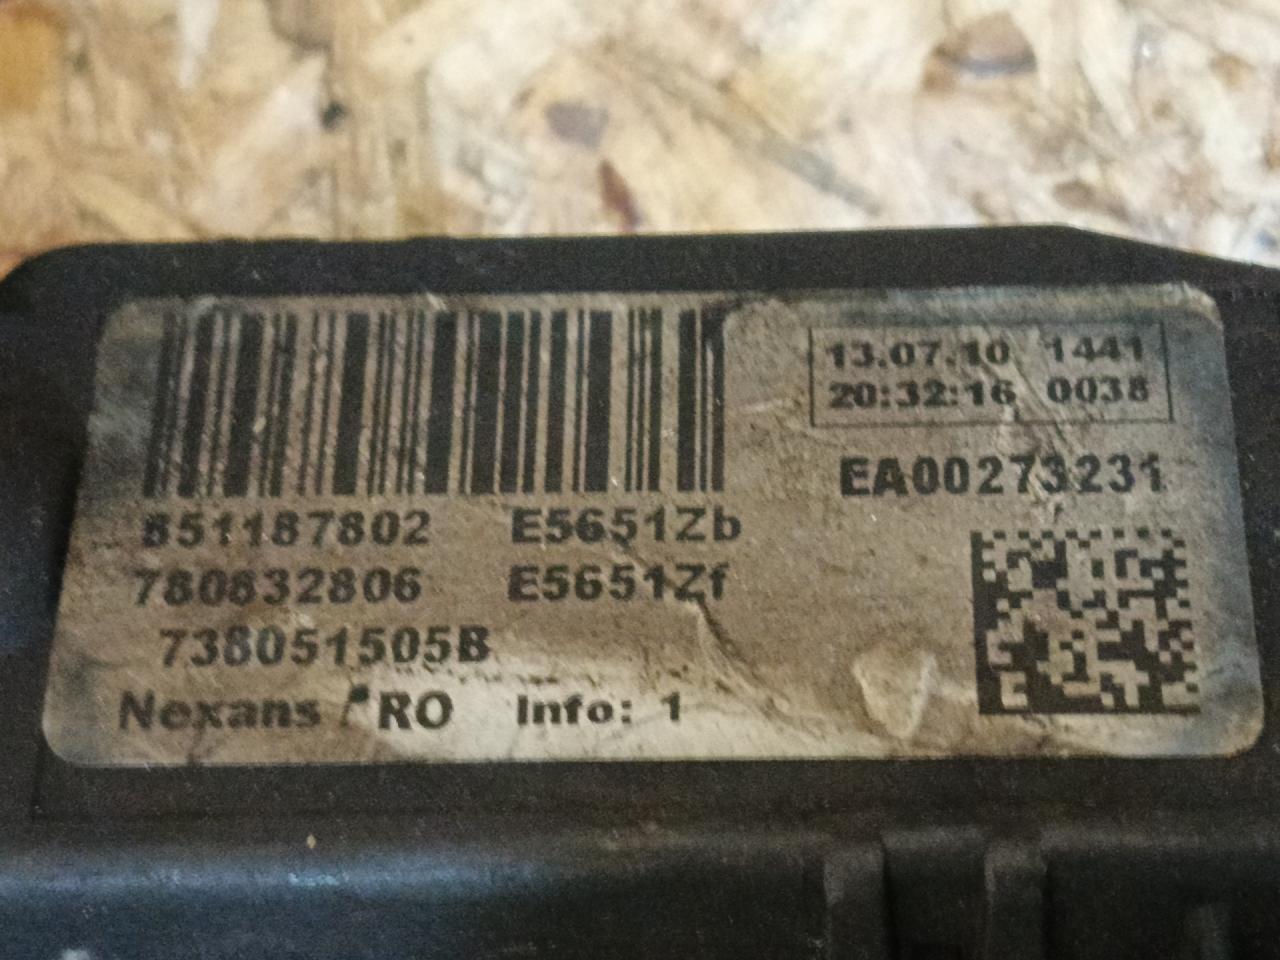 13.07.10 1441
20:32:16 0038
EA00273231
851187802 E5651Zb
780832806 E5651Zf
738051505B
Nexans RO Info: 1